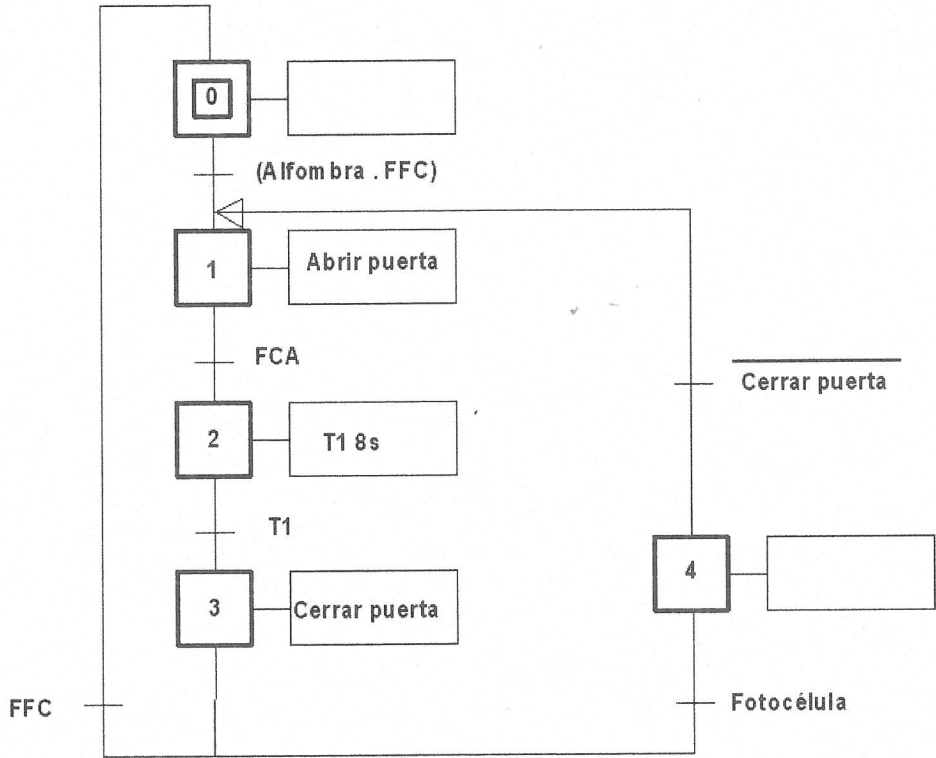 0
(Alfombra . FFC)
1
Abrir puerta
FCA
Cerrar puerta
2
T1 8s
T1
4
3
Cerrar puerta
FFC
Fotocélula